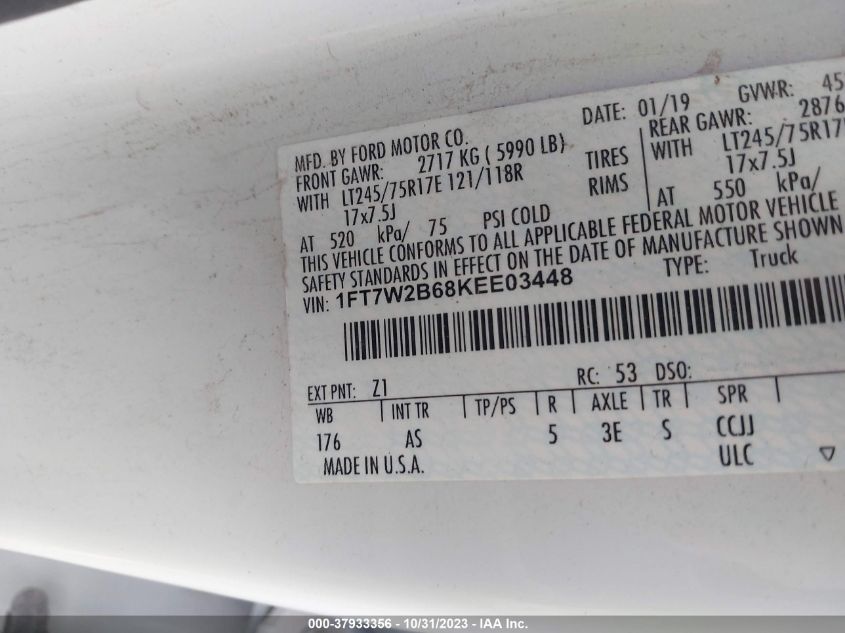 MFD. BY FORD MOTOR CO. DATE: 01/19 GVWR: 45
FRONT GAWR: 2717 KG ( 5990 LB) REAR GAWR: 2876
WITH LT245/75R17E 121/118R TIRES WITH LT245/75R17
17x7.5J RIMS 17x7.5J
AT 520 kPa/ 75 PSI COLD AT 550 kPa/
THIS VEHICLE CONFORMS TO ALL APPLICABLE FEDERAL MOTOR VEHICLE
SAFETY STANDARDS IN EFFECT ON THE DATE OF MANUFACTURE SHOWN
VIN: 1FT7W2B68KEE03448 TYPE: Truck
EXT PNT: Z1 RC: 53 DSO:
WB INT TR TP/PS R AXLE TR SPR
176 AS 5 3E S CCJJ
MADE IN U.S.A. ULC
000-37933356 - 10/31/2023 - IAA Inc.